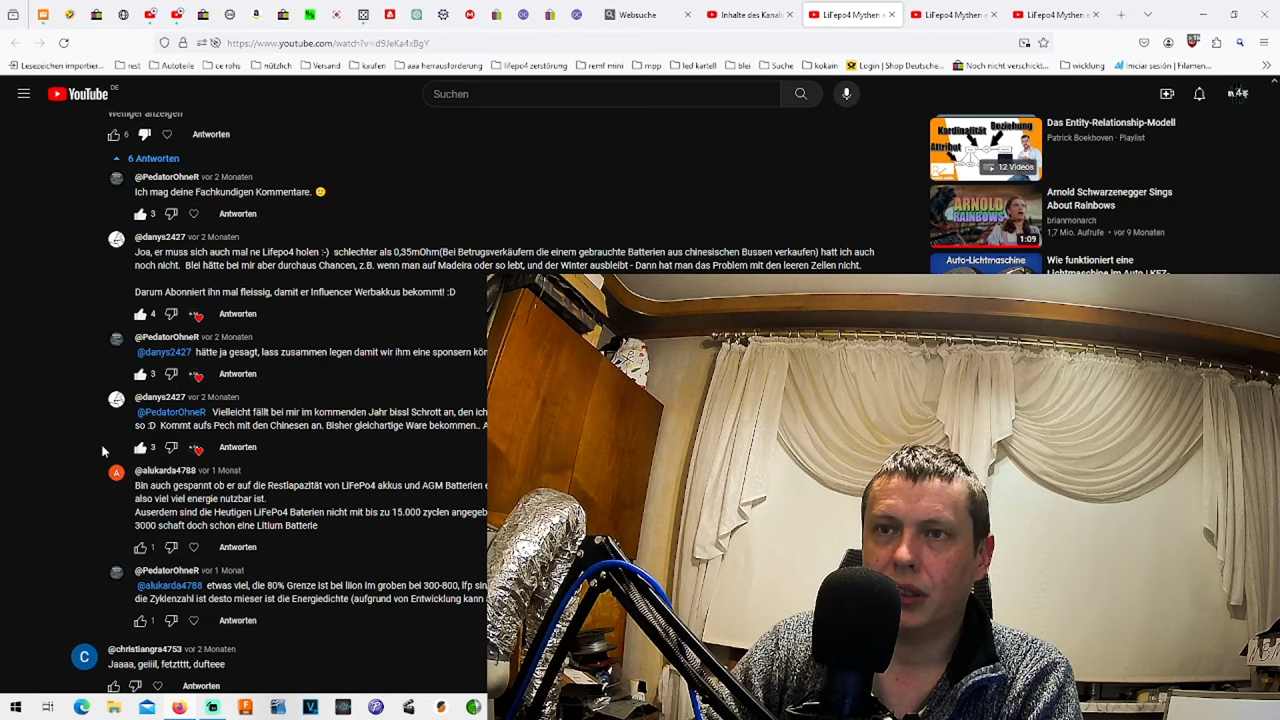 Websuche
Inhalte des Kanals
LiFepo4 Mythen
LiFepo4 Mythen
LiFepo4 Mythen
https://www.youtube.com/watch?v=d9JeKa4xBgY
Lesezeichen importier...
rest
Autoteile
ce rohs
nützlich
Versand
kaufen
aaa herrausforderung
lifepo4 zerstörung
remf mini
mpp
led kartell
blei
Suche
kokain
Login | Shop Deutsche...
Noch nicht verschickt...
wicklung
Iniciar sesión | Filamen...
YouTube DE
Suchen
Weniger anzeigen
6 Antworten
6 Antworten
@PedatorOhneR vor 2 Monaten
Ich mag deine Fachkundigen Kommentare. 🙂
3 Antworten
@danys2427 vor 2 Monaten
Joa, er muss sich auch mal ne Lifepo4 holen :-) schlechter als 0,35mOhm(Bei Betrugsverkäufern die einem gebrauchte Batterien aus chinesischen Bussen verkaufen) hatt ich auch
noch nicht. Blei hätte bei mir aber durchaus Chancen, z.B. wenn man auf Madeira oder so lebt, und der Winter ausbleibt - Dann hat man das Problem mit den leeren Zellen nicht.
Darum Abonniert ihn mal fleissig, damit er Influencer Werbakkus bekommt! :D
4 Antworten
@PedatorOhneR vor 2 Monaten
@danys2427 hätte ja gesagt, lass zusammen legen damit wir ihm eine sponsern kön
3 Antworten
@danys2427 vor 2 Monaten
@PedatorOhneR Vielleicht fällt bei mir im kommenden Jahr bissl Schrott an, den ich
so :D Kommt aufs Pech mit den Chinesen an. Bisher gleichartige Ware bekommen.. A
3 Antworten
A
@alukarda4788 vor 1 Monat
Bin auch gespannt ob er auf die Restlapazität von LiFePo4 akkus und AGM Batterien e
also viel viel energie nutzbar ist.
Auserdem sind die Heutigen LiFePo4 Baterien nicht mit bis zu 15.000 zyclen angegeb
3000 schaft doch schon eine Litium Batterie
1 Antworten
@PedatorOhneR vor 1 Monat
@alukarda4788 etwas viel, die 80% Grenze ist bei liion im groben bei 300-800, lfp sin
die Zyklenzahl ist desto mieser ist die Energiedichte (aufgrund von Entwicklung kann
1 Antworten
C
@christiangra4753 vor 2 Monaten
Jaaaa, geiiil, fetztttt, dufteee
Antworten
Attribut
Kardinalität
Beziehung
12 Videos
Das Entity-Relationship-Modell
Patrick Boekhoven • Playlist
ARNOLD
RAINBOWS
1:09
Arnold Schwarzenegger Sings
About Rainbows
brianmonarch
1,7 Mio. Aufrufe • vor 9 Monaten
Auto-Lichtmaschine
Wie funktioniert eine
Lichtmaschine im Auto | KFZ-